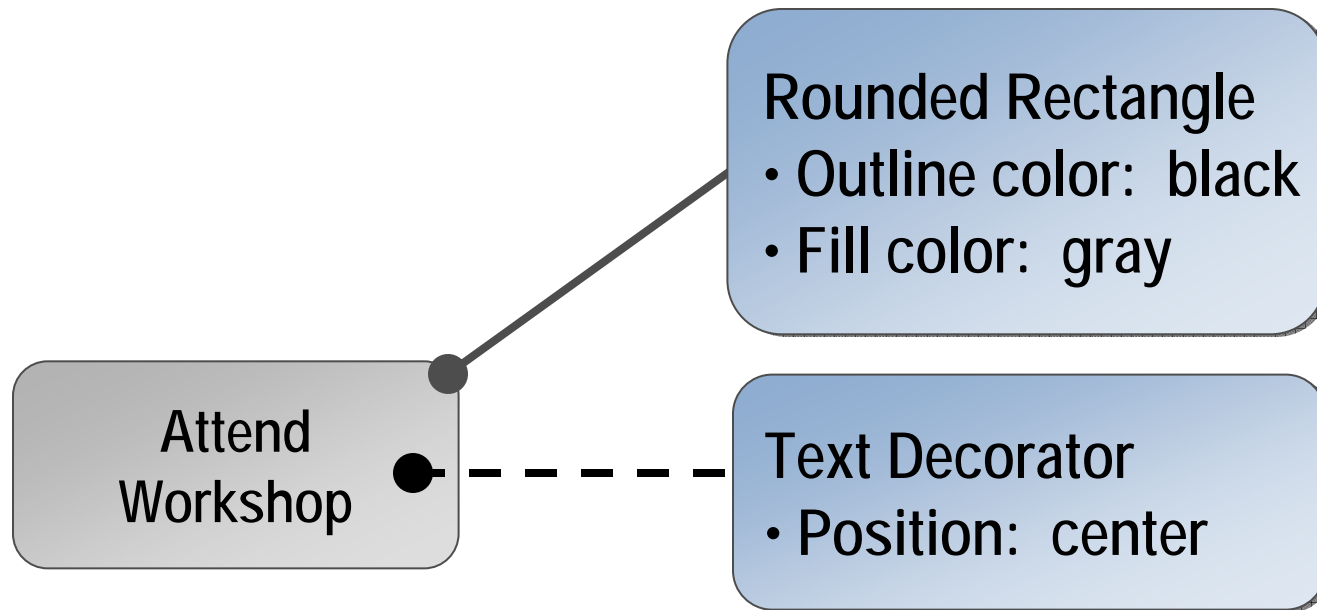 Rounded Rectangle
• Outline color: black
• Fill color: gray
Attend
Workshop
Text Decorator
• Position: center